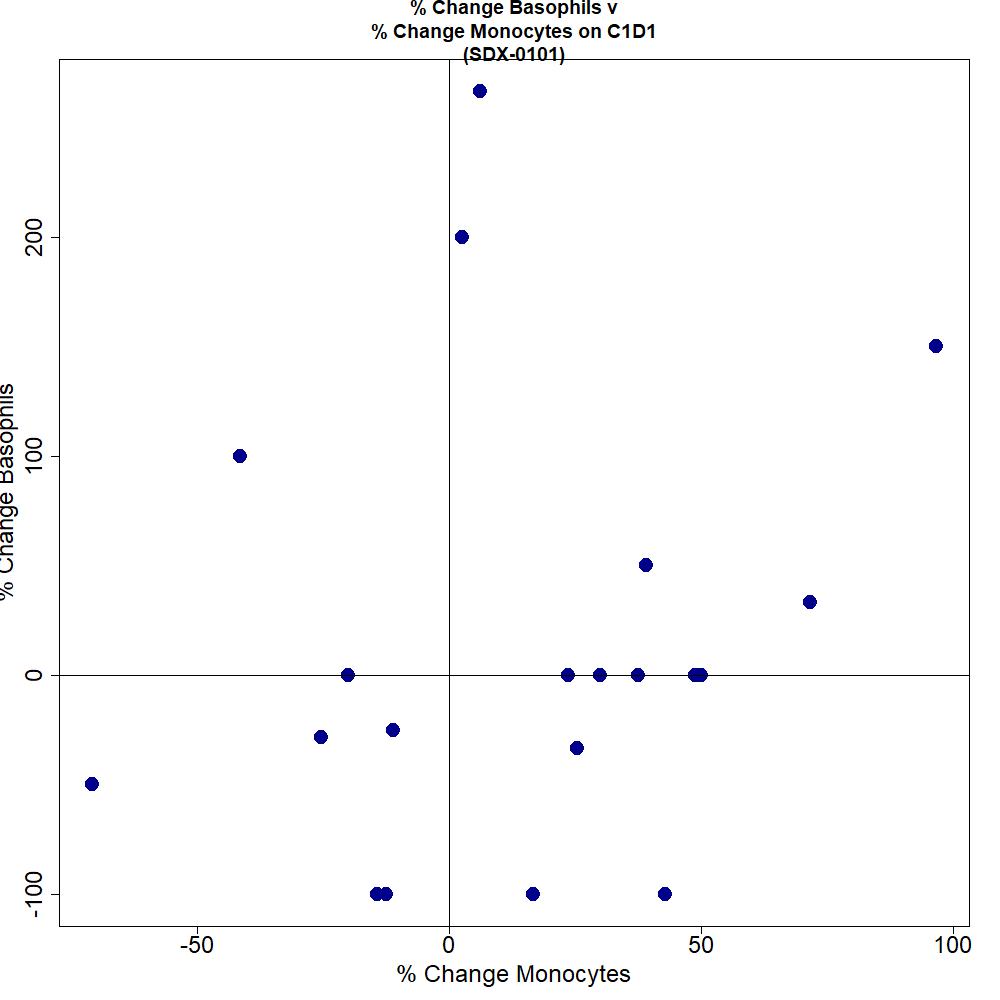 % Change Basophils v
% Change Monocytes on C1D1
(SDX-0101)
% Change Basophils
200
100
0
-100
-50
0
50
100
% Change Monocytes